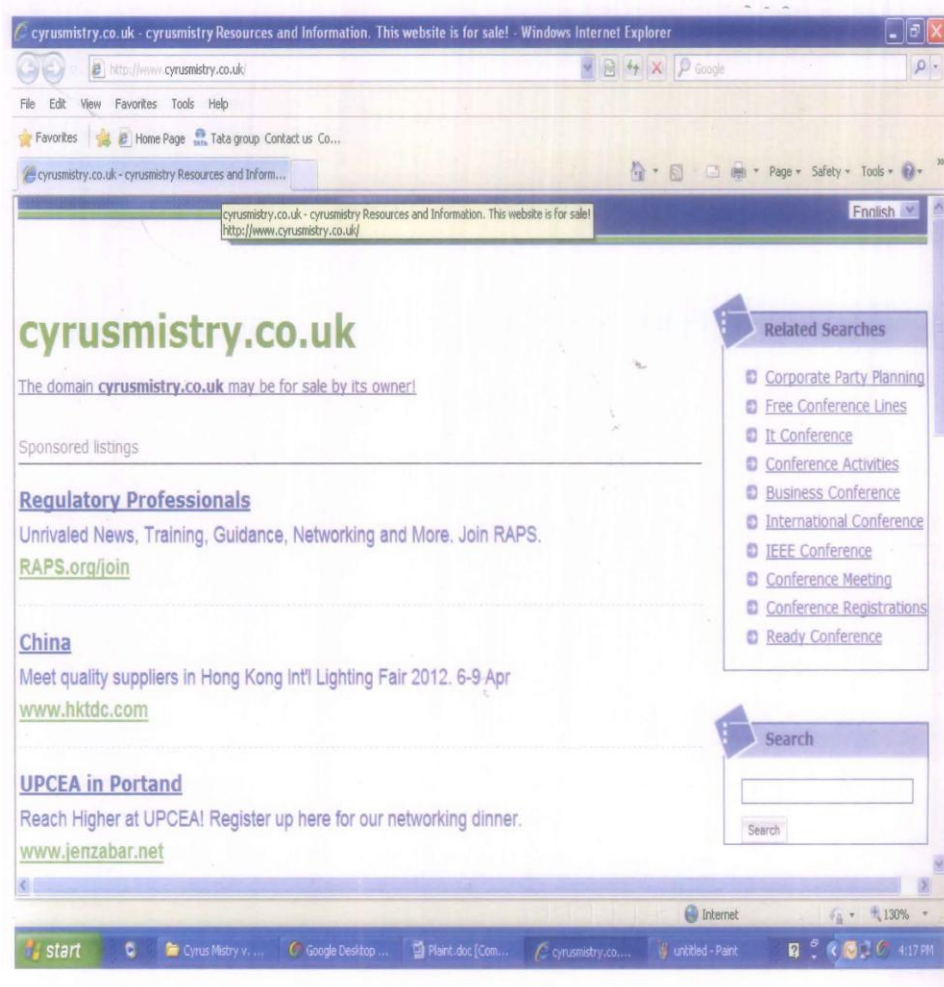 cyrusmistry.co.uk - cyrusmistry Resources and Information. This website is for sale! - Windows Internet Explorer
http://www.cyrusmistry.co.uk/
Google
File Edit View Favorites Tools Help
Favorites Home Page TATA Tata group Contact us Co...
cyrusmistry.co.uk - cyrusmistry Resources and Inform...
Page Safety Tools
cyrusmistry.co.uk - cyrusmistry Resources and Information. This website is for sale!
http://www.cyrusmistry.co.uk/
English
cyrusmistry.co.uk
The domain cyrusmistry.co.uk may be for sale by its owner!
Sponsored listings
Regulatory Professionals
Unrivaled News, Training, Guidance, Networking and More. Join RAPS.
RAPS.org/join
China
Meet quality suppliers in Hong Kong Int'l Lighting Fair 2012. 6-9 Apr
www.hktdc.com
UPCEA in Portand
Reach Higher at UPCEA! Register up here for our networking dinner.
www.jenzabar.net
Related Searches
Corporate Party Planning
Free Conference Lines
It Conference
Conference Activities
Business Conference
International Conference
IEEE Conference
Conference Meeting
Conference Registrations
Ready Conference
Search
Search
Internet 130%
start Cyrus Mistry v. ... Google Desktop ... Plaint.doc [Com... cyrusmistry.co.... untitled - Paint 4:17 PM